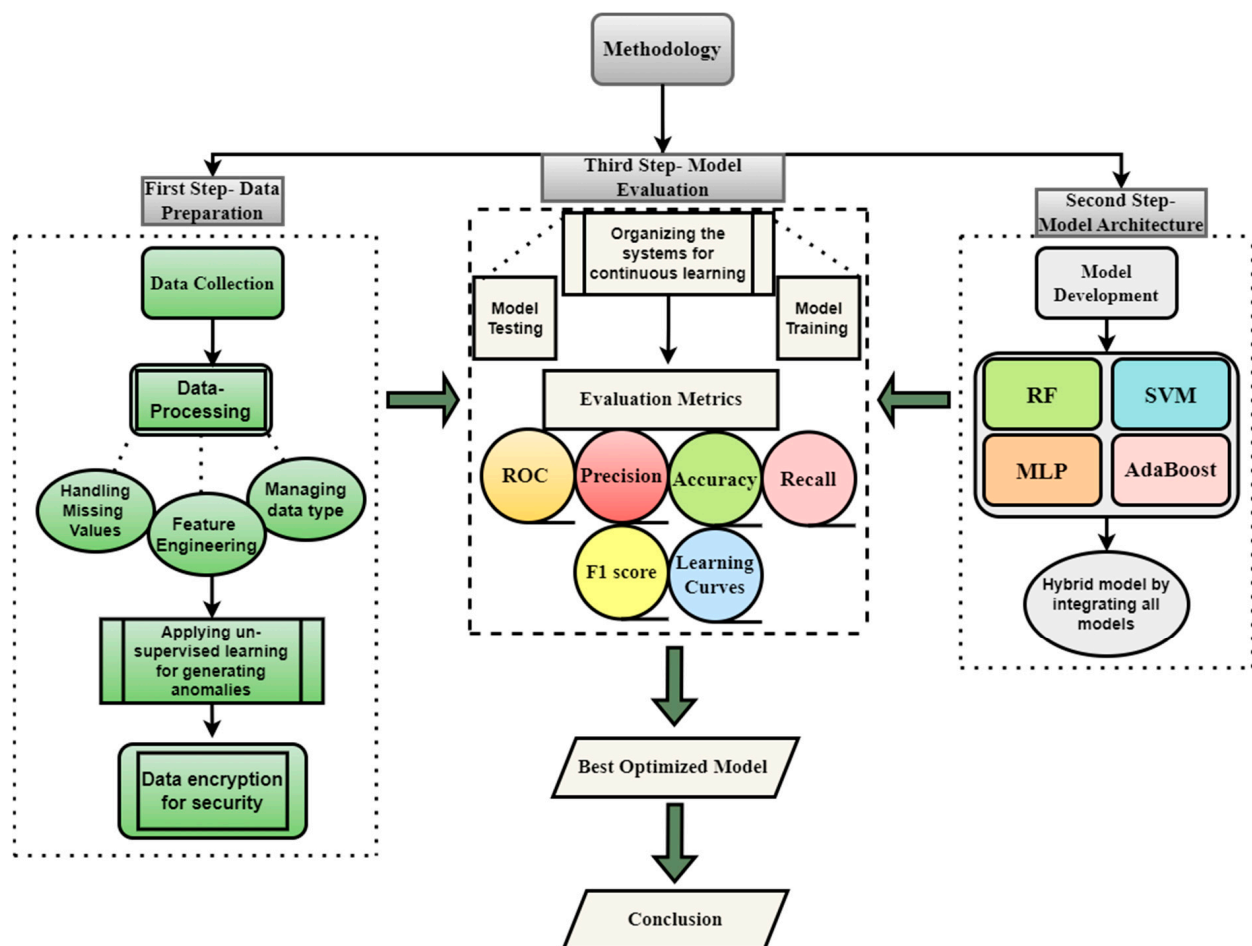 Methodology
First Step- Data
Preparation
Data Collection
Data-
Processing
Handling
Missing
Values
Feature
Engineering
Managing
data type
Applying un-
supervised learning
for generating
anomalies
Data encryption
for security
Third Step- Model
Evaluation
Organizing the
systems for
continuous learning
Model
Testing
Model
Training
Evaluation Metrics
ROC
Precision
Accuracy
Recall
F1 score
Learning
Curves
Best Optimized Model
Conclusion
Second Step-
Model Architecture
Model
Development
RF
SVM
MLP
AdaBoost
Hybrid model by
integrating all
models